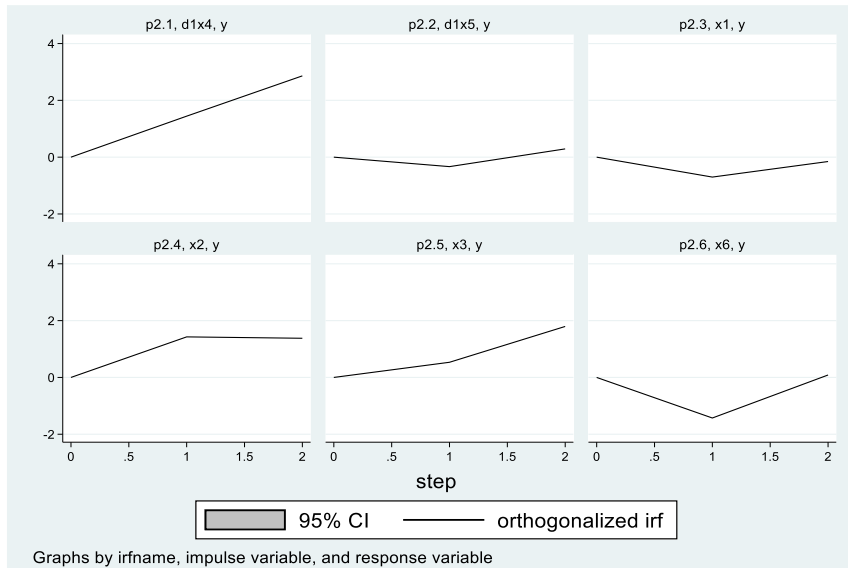 p2.1, d1x4, y p2.2, d1x5, y p2.3, x1, y
4
2
0
-2
p2.4, x2, y p2.5, x3, y p2.6, x6, y
4
2
0
-2
0 .5 1 1.5 2 0 .5 1 1.5 2 0 .5 1 1.5 2
step
95% CI orthogonalized irf
Graphs by irfname, impulse variable, and response variable